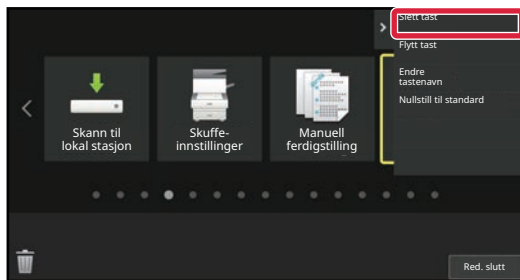 Slett tast
Flytt tast
Endre
tastenavn
Nullstill til standard
Skann til
lokal stasjon
Skuffe-
innstillinger
Manuell
ferdigstilling
Red. slutt